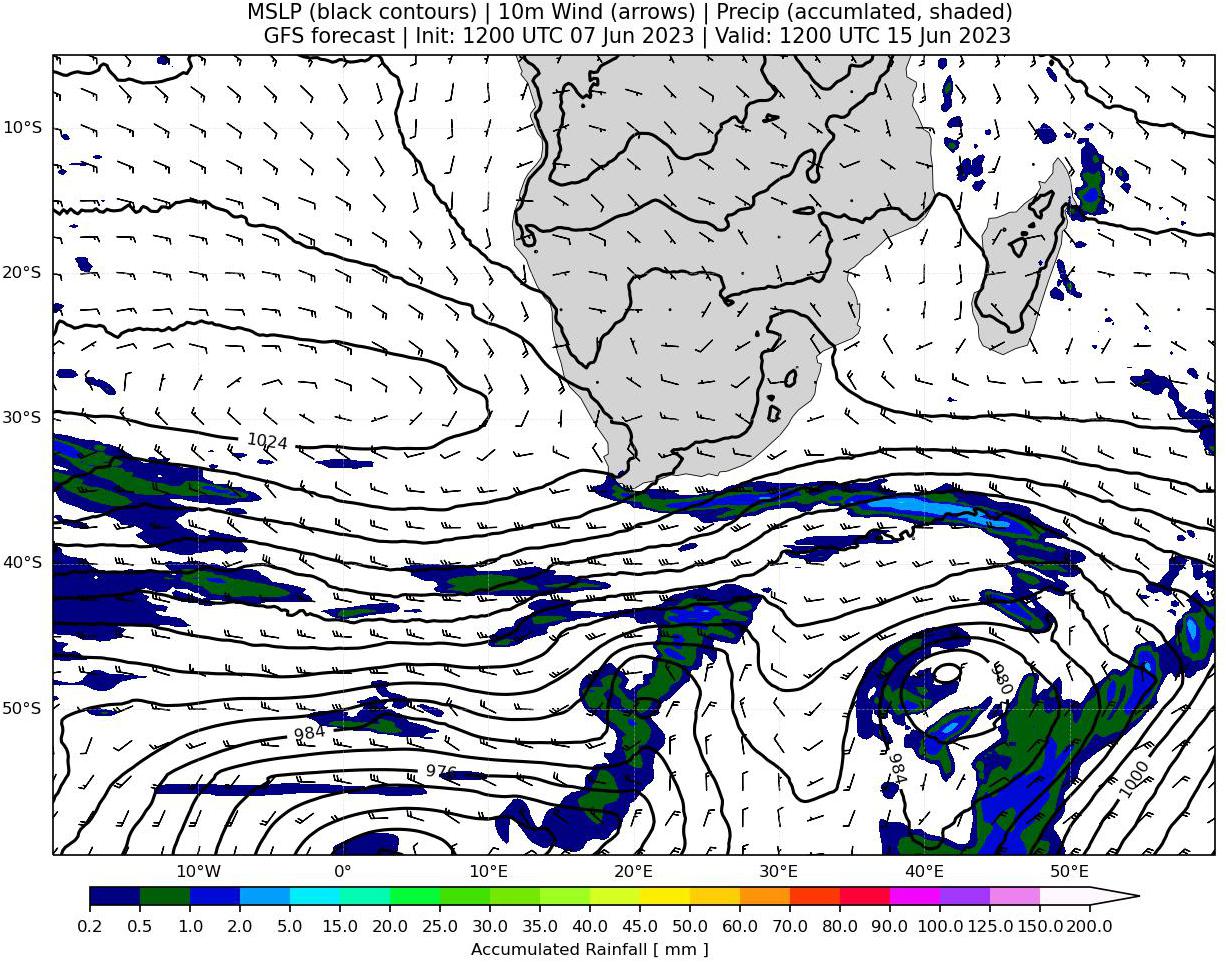 MSLP (black contours) | 10m Wind (arrows) | Precip (accumlated, shaded)
GFS forecast | Init: 1200 UTC 07 Jun 2023 | Valid: 1200 UTC 15 Jun 2023
10°S
20°S
30°S
40°S
50°S
1024
980
984
984
976
1000
10°W 0° 10°E 20°E 30°E 40°E 50°E
0.2 0.5 1.0 2.0 5.0 10.0 15.0 20.0 25.0 30.0 35.0 40.0 45.0 50.0 60.0 70.0 80.0 90.0 100.0 125.0 150.0 200.0
Accumulated Rainfall [ mm ]